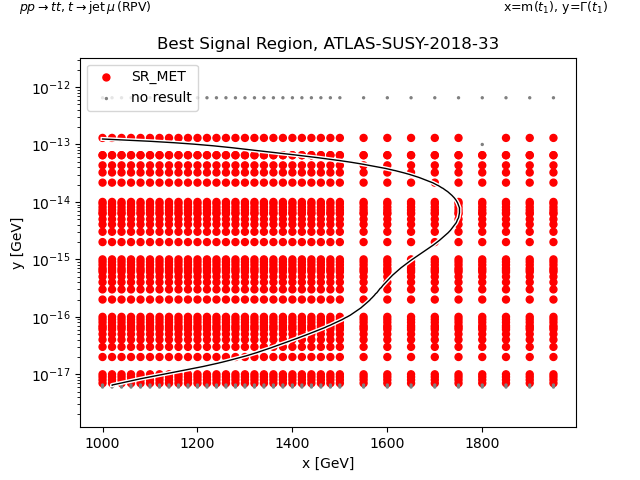 pp → tt, t → jet μ (RPV)
x=m(t₁), y=Γ(t₁)
Best Signal Region, ATLAS-SUSY-2018-33
SR_MET
no result
10⁻¹²
10⁻¹³
10⁻¹⁴
10⁻¹⁵
10⁻¹⁶
10⁻¹⁷
y [GeV]
1000 1200 1400 1600 1800
x [GeV]